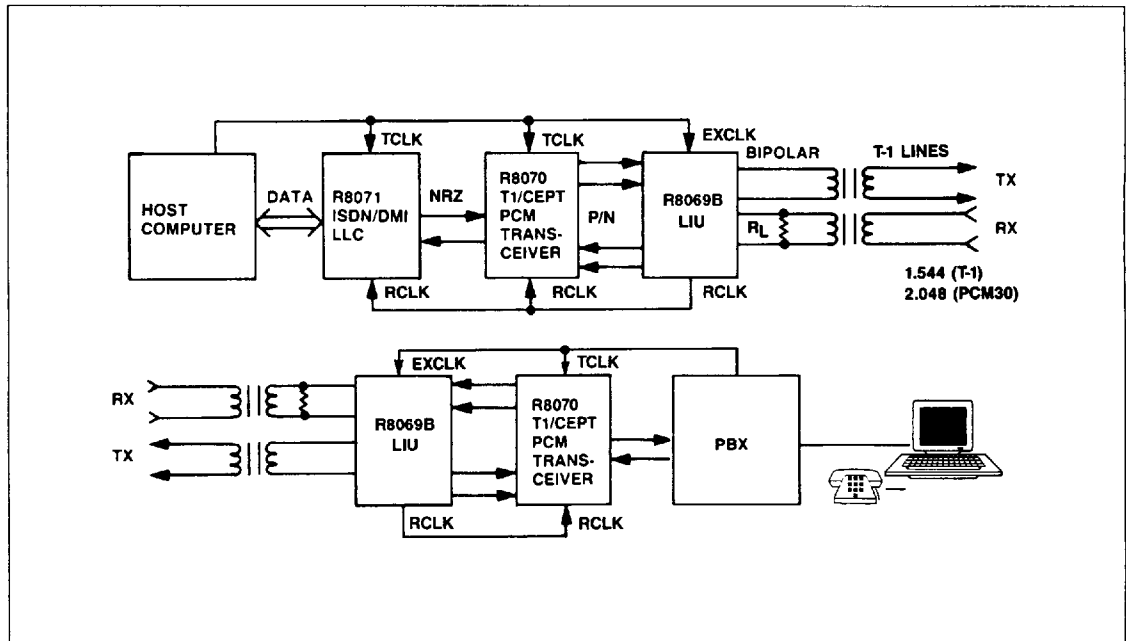 TCLK
TCLK
EXCLK
BIPOLAR
T-1 LINES
HOST
COMPUTER
DATA
R8071
ISDN/DMI
LLC
NRZ
R8070
T1/CEPT
PCM
TRANS-
CEIVER
P/N
R8069B
LIU
RL
TX
RX
RCLK
RCLK
RCLK
1.544 (T-1)
2.048 (PCM30)
EXCLK
TCLK
RX
TX
R8069B
LIU
R8070
T1/CEPT
PCM
TRANS-
CEIVER
PBX
RCLK
RCLK